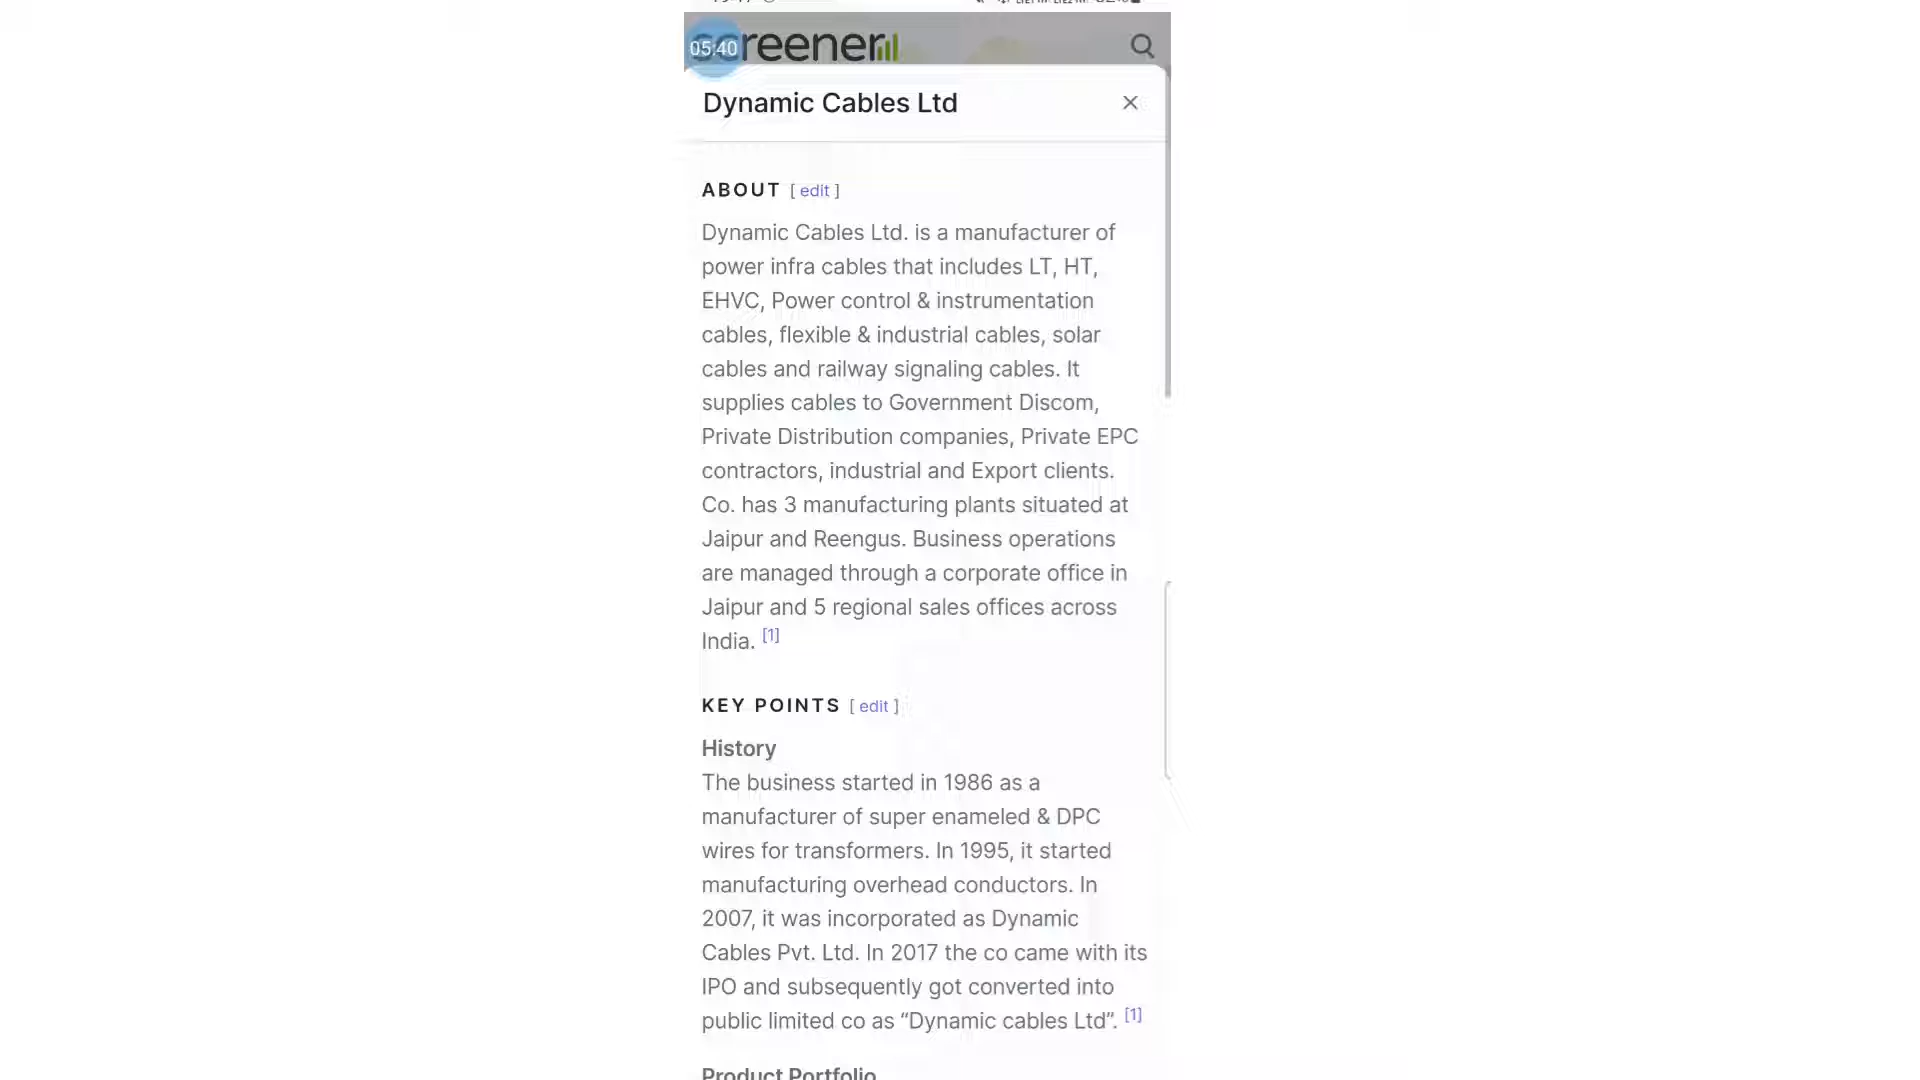 screener
05:40
Dynamic Cables Ltd
ABOUT [ edit ]
Dynamic Cables Ltd. is a manufacturer of
power infra cables that includes LT, HT,
EHVC, Power control & instrumentation
cables, flexible & industrial cables, solar
cables and railway signaling cables. It
supplies cables to Government Discom,
Private Distribution companies, Private EPC
contractors, industrial and Export clients.
Co. has 3 manufacturing plants situated at
Jaipur and Reengus. Business operations
are managed through a corporate office in
Jaipur and 5 regional sales offices across
India. [1]
KEY POINTS [ edit ]
History
The business started in 1986 as a
manufacturer of super enameled & DPC
wires for transformers. In 1995, it started
manufacturing overhead conductors. In
2007, it was incorporated as Dynamic
Cables Pvt. Ltd. In 2017 the co came with its
IPO and subsequently got converted into
public limited co as “Dynamic cables Ltd”. [1]
Product Portfolio